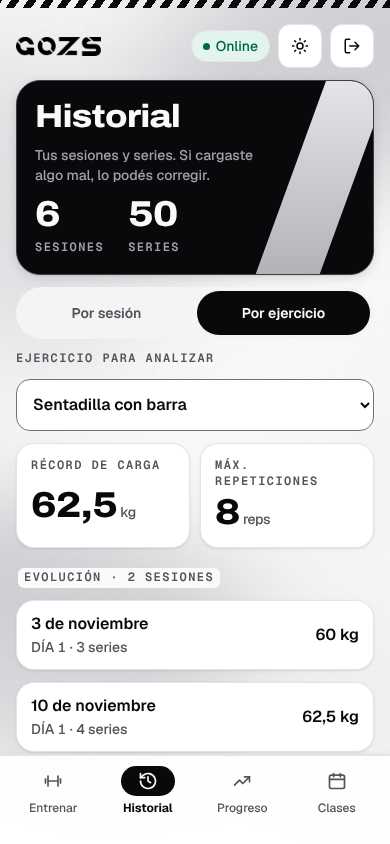 GOZS
Online
Historial
Tus sesiones y series. Si cargaste
algo mal, lo podés corregir.
6
50
SESIONES
SERIES
Por sesión
Por ejercicio
EJERCICIO PARA ANALIZAR
Sentadilla con barra
RÉCORD DE CARGA
62,5 kg
MÁX.
REPETICIONES
8 reps
EVOLUCIÓN · 2 SESIONES
3 de noviembre
DÍA 1 · 3 series
60 kg
10 de noviembre
DÍA 1 · 4 series
62,5 kg
Entrenar
Historial
Progreso
Clases